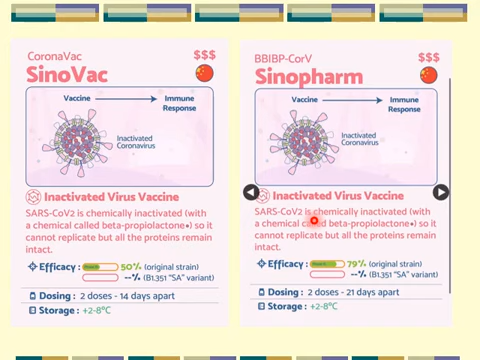 CoronaVac
SinoVac
$$$
Vaccine
Immune
Response
Inactivated
Coronavirus
Inactivated Virus Vaccine
SARS-CoV2 is chemically inactivated (with
a chemical called beta-propiolactone•) so it
cannot replicate but all the proteins remain
intact.
Efficacy : 50% (original strain)
--% (B1.351 "SA" variant)
Dosing : 2 doses - 14 days apart
Storage : +2-8°C
BBIBP-CorV
Sinopharm
$$$
Vaccine
Immune
Response
Inactivated
Coronavirus
Inactivated Virus Vaccine
SARS-CoV2 is chemically inactivated (with
a chemical called beta-propiolactone•) so it
cannot replicate but all the proteins remain
intact.
Efficacy : 79% (original strain)
--% (B1.351 "SA" variant)
Dosing : 2 doses - 21 days apart
Storage : +2-8°C